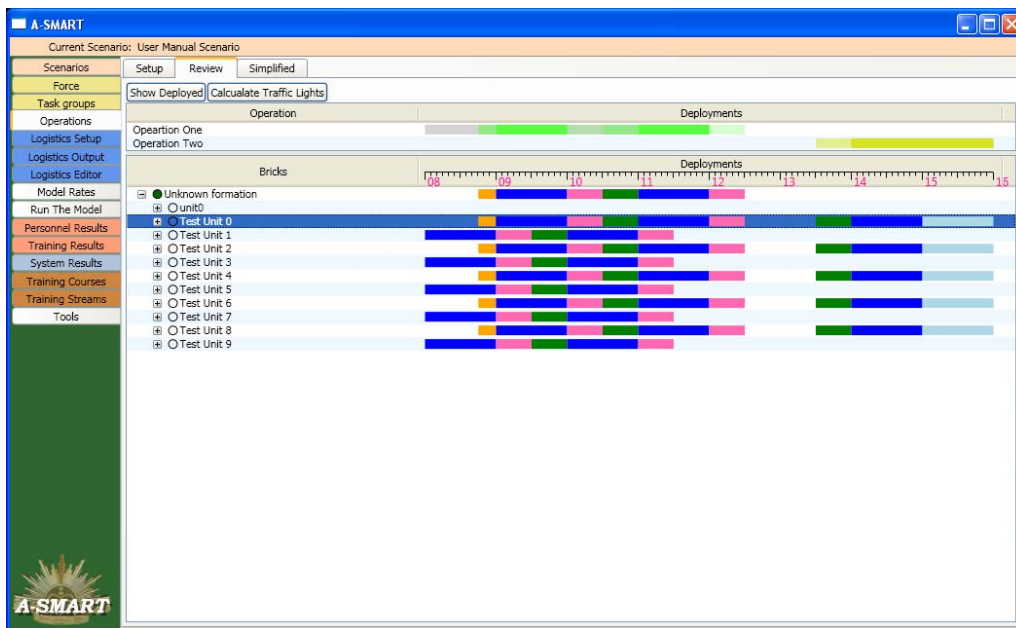 A-SMART
Current Scenario: User Manual Scenario
Scenarios
Force
Task groups
Operations
Logistics Setup
Logistics Output
Logistics Editor
Model Rates
Run The Model
Personnel Results
Training Results
System Results
Training Courses
Training Streams
Tools
A-SMART
Setup Review Simplified
Show Deployed Calcualate Traffic Lights
Operation Deployments
Opeartion One
Operation Two
Bricks Deployments
08 09 10 11 12 13 14 15 16
Unknown formation
unit0
Test Unit 0
Test Unit 1
Test Unit 2
Test Unit 3
Test Unit 4
Test Unit 5
Test Unit 6
Test Unit 7
Test Unit 8
Test Unit 9